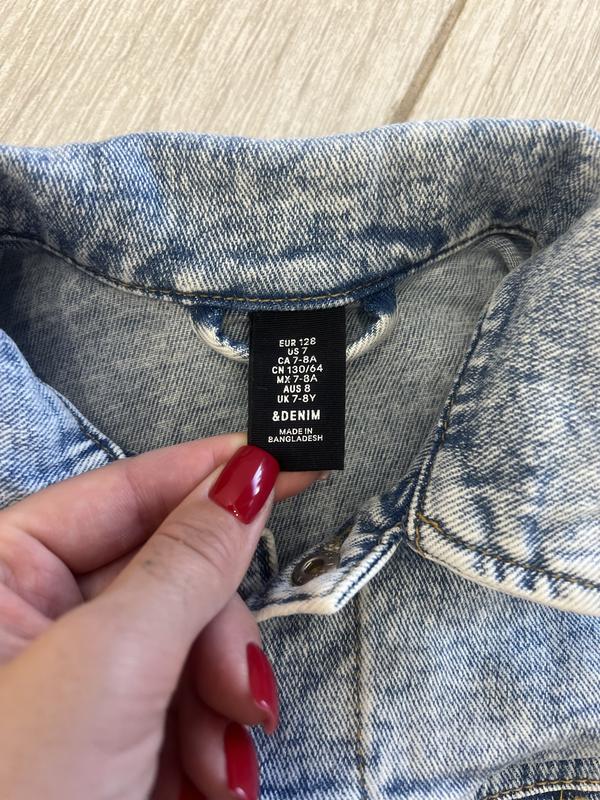 EUR 128
US 7
CA 7-8A
CN 130/64
MX 7-8A
AUS 8
UK 7-8Y
&DENIM
MADE IN
BANGLADESH